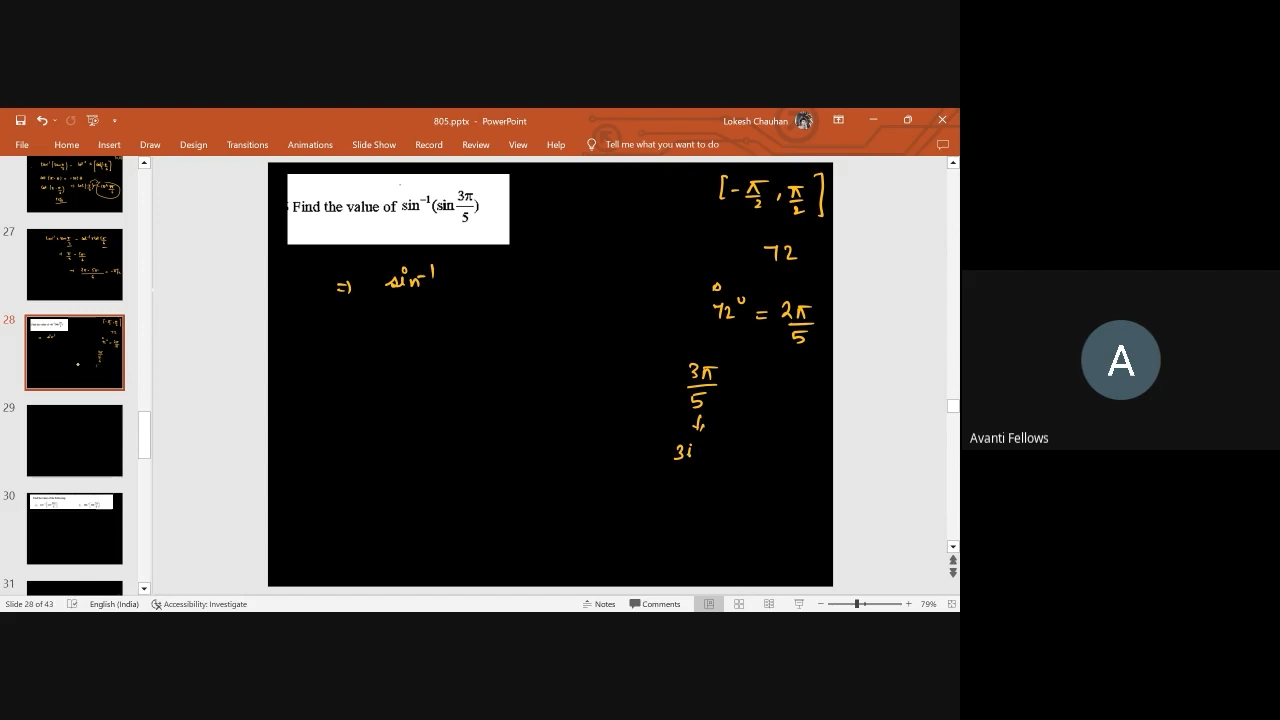 805.pptx - PowerPoint
Lokesh Chauhan
File Home Insert Draw Design Transitions Animations Slide Show Record Review View Help Tell me what you want to do
Find the value of sin⁻¹(sin 3π/5)
[-π/2, π/2]
⇒ sin⁻¹
72
72° = 2π/5
3π/5
↓
27
28
29
30
31
Avanti Fellows
A
Slide 28 of 43 English (India) Accessibility: Investigate Notes Comments 79%